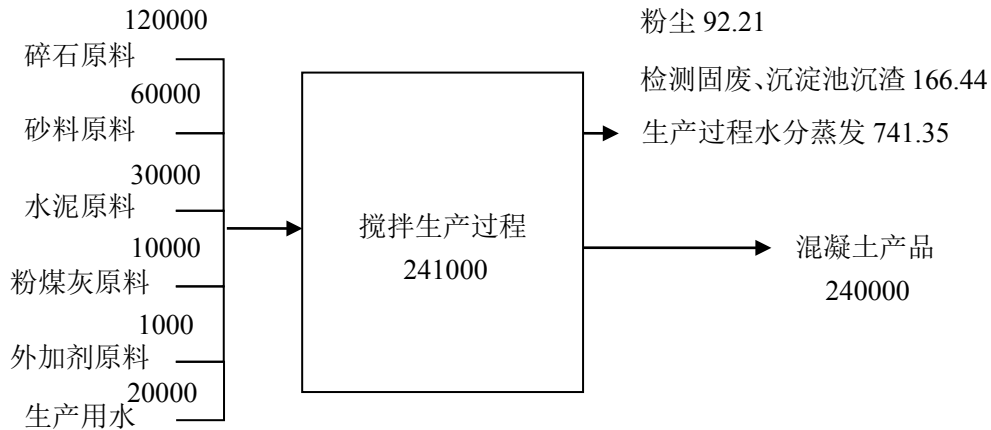 120000
碎石原料
60000
砂料原料
30000
水泥原料
10000
粉煤灰原料
1000
外加剂原料
20000
生产用水
搅拌生产过程
241000
粉尘 92.21
检测固废、沉淀池沉渣 166.44
生产过程水分蒸发 741.35
混凝土产品
240000